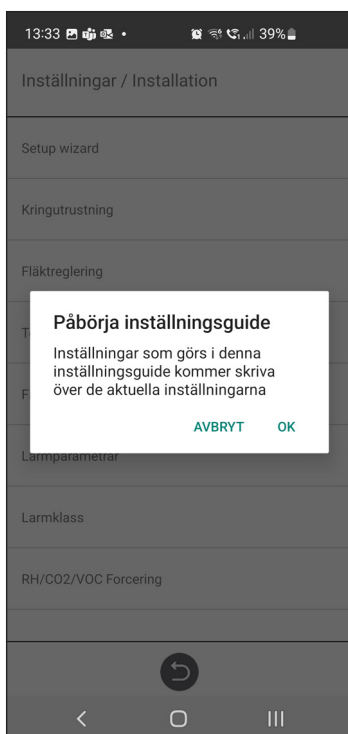 13:33 39%
Inställningar / Installation
Setup wizard
Kringutrustning
Fläktreglering
Påbörja inställningsguide
Inställningar som görs i denna
inställningsguide kommer skriva
över de aktuella inställningarna
AVBRYT OK
Larmparametrar
Larmklass
RH/CO2/VOC Forcering